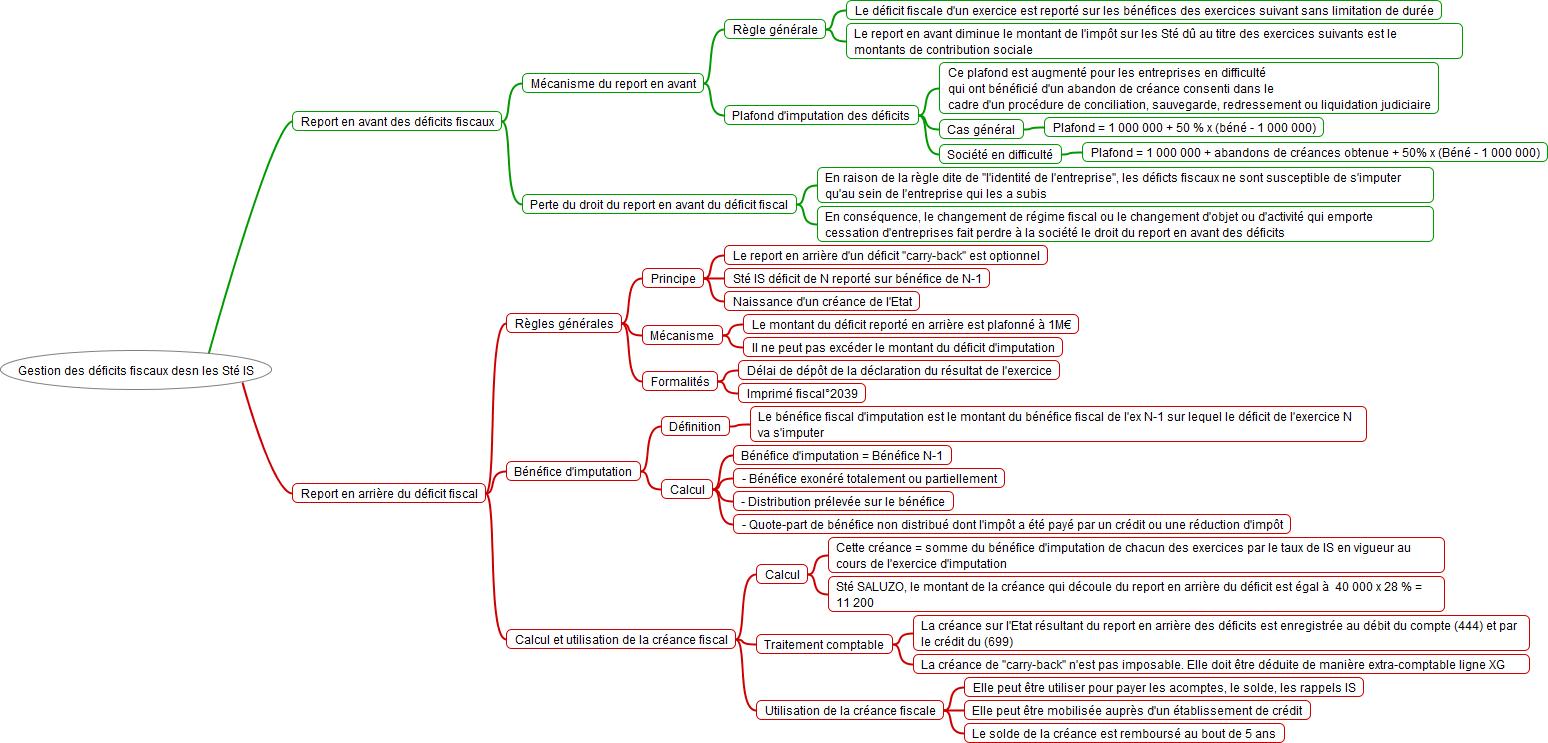 Gestion des déficits fiscaux desn les Sté IS
Report en avant des déficits fiscaux
Mécanisme du report en avant
Règle générale
Le déficit fiscale d'un exercice est reporté sur les bénéfices des exercices suivant sans limitation de durée
Le report en avant diminue le montant de l'impôt sur les Sté dû au titre des exercices suivants est le
montants de contribution sociale
Plafond d'imputation des déficits
Ce plafond est augmenté pour les entreprises en difficulté
qui ont bénéficié d'un abandon de créance consenti dans le
cadre d'un procédure de conciliation, sauvegarde, redressement ou liquidation judiciaire
Cas général
Plafond = 1 000 000 + 50 % x (béné - 1 000 000)
Société en difficulté
Plafond = 1 000 000 + abandons de créances obtenue + 50% x (Béné - 1 000 000)
Perte du droit du report en avant du déficit fiscal
En raison de la règle dite de "l'identité de l'entreprise", les défícts fiscaux ne sont susceptible de s'imputer
qu'au sein de l'entreprise qui les a subis
En conséquence, le changement de régime fiscal ou le changement d'objet ou d'activité qui emporte
cessation d'entreprises fait perdre à la société le droit du report en avant des déficits
Report en arrière du déficit fiscal
Règles générales
Principe
Le report en arrière d'un déficit "carry-back" est optionnel
Sté IS déficit de N reporté sur bénéfice de N-1
Naissance d'un créance de l'Etat
Mécanisme
Le montant du déficit reporté en arrière est plafonné à 1M€
Il ne peut pas excéder le montant du déficit d'imputation
Formalités
Délai de dépôt de la déclaration du résultat de l'exercice
Imprimé fiscal°2039
Bénéfice d'imputation
Définition
Le bénéfice fiscal d'imputation est le montant du bénéfice fiscal de l'ex N-1 sur lequel le déficit de l'exercice N
va s'imputer
Calcul
Bénéfice d'imputation = Bénéfice N-1
- Bénéfice exonéré totalement ou partiellement
- Distribution prélevée sur le bénéfice
- Quote-part de bénéfice non distribué dont l'impôt a été payé par un crédit ou une réduction d'impôt
Calcul et utilisation de la créance fiscal
Calcul
Cette créance = somme du bénéfice d'imputation de chacun des exercices par le taux de IS en vigueur au
cours de l'exercice d'imputation
Sté SALUZO, le montant de la créance qui découle du report en arrière du déficit est égal à 40 000 x 28 % =
11 200
Traitement comptable
La créance sur l'Etat résultant du report en arrière des déficits est enregistrée au débit du compte (444) et par
le crédit du (699)
La créance de "carry-back" n'est pas imposable. Elle doit être déduite de manière extra-comptable ligne XG
Utilisation de la créance fiscale
Elle peut être utiliser pour payer les acomptes, le solde, les rappels IS
Elle peut être mobilisée auprès d'un établissement de crédit
Le solde de la créance est remboursé au bout de 5 ans